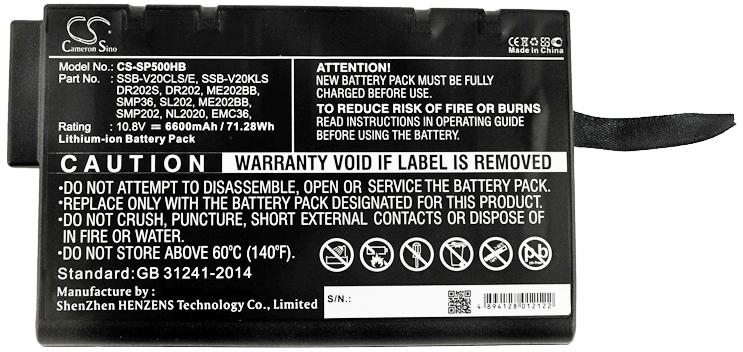 CS
Cameron Sino
Made In China
Model No.: CS-SP500HB
Part No. : SSB-V20CLS/E, SSB-V20KLS
DR202S, DR202, ME202BB,
SMP36, SL202, ME202BB,
SMP202, NL2020, EMC36,
Rating : 10.8V ⎓ 6600mAh / 71.28Wh
Lithium-ion Battery Pack
ATTENTION:
NEW BATTERY PACK MUST BE FULLY
CHARGED BEFORE USE.
TO REDUCE RISK OF FIRE OR BURNS
READ INSTRUCTIONS IN OPERATING GUIDE
BEFORE USING BATTERY.
CAUTION WARRANTY VOID IF LABEL IS REMOVED
•DO NOT ATTEMPT TO DISASSEMBLE, OPEN OR SERVICE THE BATTERY PACK.
•REPLACE ONLY WITH THE BATTERY PACK DESIGNATED FOR THIS PRODUCT.
•DO NOT CRUSH, PUNCTURE, SHORT EXTERNAL CONTACTS OR DISPOSE OF
IN FIRE OR WATER.
•DO NOT STORE ABOVE 60℃ (140℉).
Standard:GB 31241-2014
Manufacture by :
ShenZhen HENZENS Technology Co., Limited
Pb
S/N.:
4 894128 012122